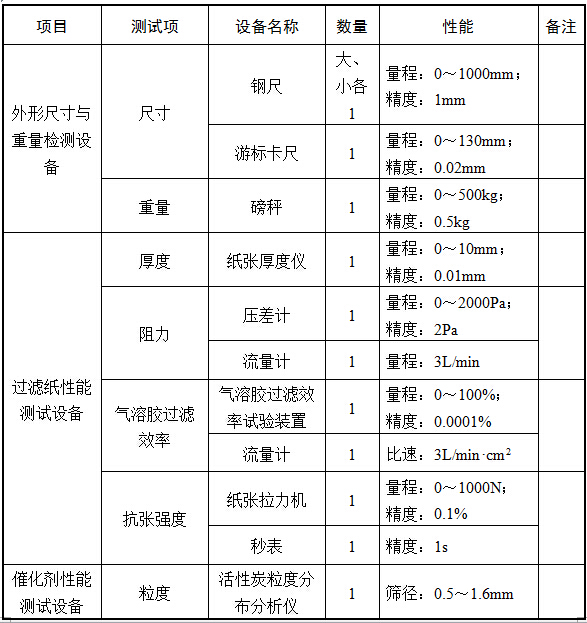 项目 测试项 设备名称 数量 性能 备注
外形尺寸与
重量检测设
备
尺寸
钢尺
大、
小各
1
量程：0～1000mm；
精度：1mm
游标卡尺
1
量程：0～130mm；
精度：0.02mm
重量
磅秤
1
量程：0～500kg；
精度：0.5kg
过滤纸性能
测试设备
厚度
纸张厚度仪
1
量程：0～10mm；
精度：0.01mm
阻力
压差计
1
量程：0～2000Pa；
精度：2Pa
流量计
1
量程：3L/min
气溶胶过滤
效率
气溶胶过滤效
率试验装置
1
量程：0～100%；
精度：0.0001%
流量计
1
比速：3L/min·cm²
抗张强度
纸张拉力机
1
量程：0～1000N；
精度：0.1%
秒表
1
精度：1s
催化剂性能
测试设备
粒度
活性炭粒度分
布分析仪
1
筛径：0.5～1.6mm